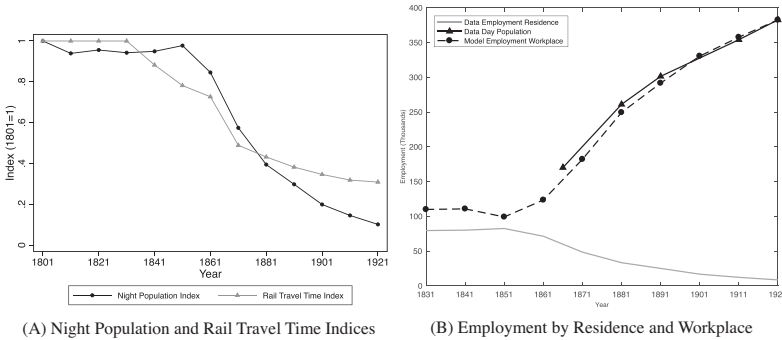 Index (1801=1)
1
.8
.6
.4
.2
0
1801
1821
1841
1861
1881
1901
1921
Year
Night Population Index
Rail Travel Time Index
(A) Night Population and Rail Travel Time Indices
Data Employment Residence
Data Day Population
Model Employment Workplace
Employment (Thousands)
400
350
300
250
200
150
100
50
0
1831
1841
1851
1861
1871
1881
1891
1901
1911
192
Year
(B) Employment by Residence and Workplace